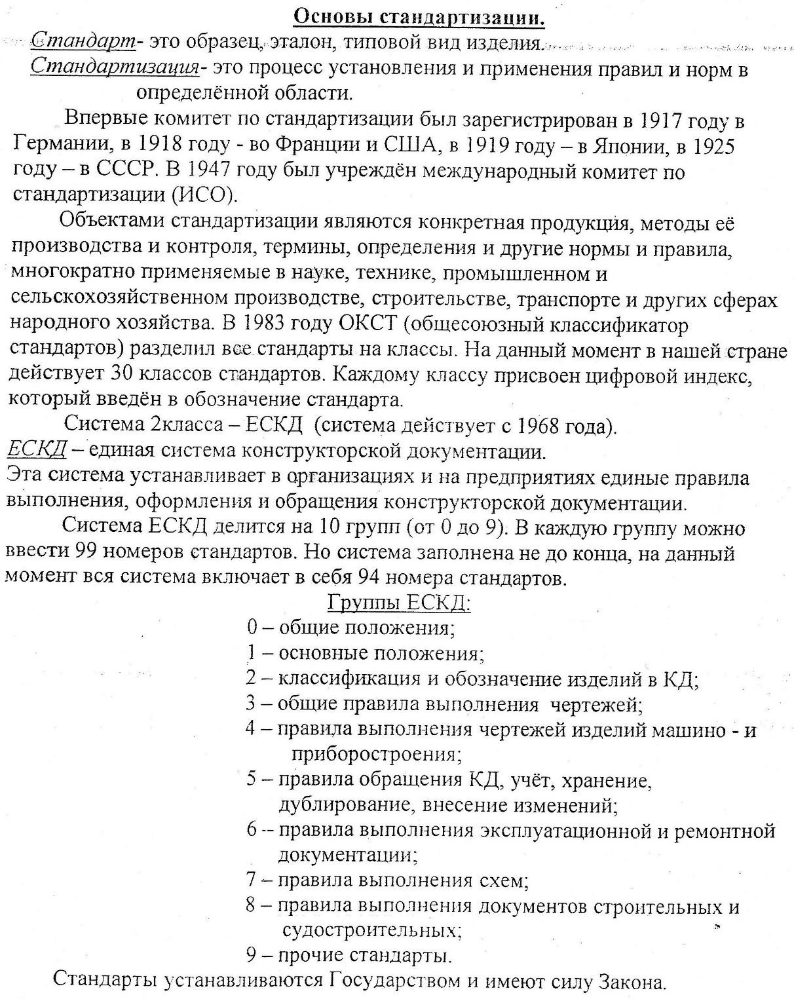 Основы стандартизации.
Стандарт- это образец, эталон, типовой вид изделия.
Стандартизация- это процесс установления и применения правил и норм в
определённой области.
Впервые комитет по стандартизации был зарегистрирован в 1917 году в
Германии, в 1918 году - во Франции и США, в 1919 году – в Японии, в 1925
году – в СССР. В 1947 году был учреждён международный комитет по
стандартизации (ИСО).
Объектами стандартизации являются конкретная продукция, методы её
производства и контроля, термины, определения и другие нормы и правила,
многократно применяемые в науке, технике, промышленном и
сельскохозяйственном производстве, строительстве, транспорте и других сферах
народного хозяйства. В 1983 году ОКСТ (общесоюзный классификатор
стандартов) разделил все стандарты на классы. На данный момент в нашей стране
действует 30 классов стандартов. Каждому классу присвоен цифровой индекс,
который введён в обозначение стандарта.
Система 2класса – ЕСКД (система действует с 1968 года).
ЕСКД – единая система конструкторской документации.
Эта система устанавливает в организациях и на предприятиях единые правила
выполнения, оформления и обращения конструкторской документации.
Система ЕСКД делится на 10 групп (от 0 до 9). В каждую группу можно
ввести 99 номеров стандартов. Но система заполнена не до конца, на данный
момент вся система включает в себя 94 номера стандартов.
Группы ЕСКД:
0 – общие положения;
1 – основные положения;
2 – классификация и обозначение изделий в КД;
3 – общие правила выполнения чертежей;
4 – правила выполнения чертежей изделий машино - и
приборостроения;
5 – правила обращения КД, учёт, хранение,
дублирование, внесение изменений;
6 -- правила выполнения эксплуатационной и ремонтной
документации;
7 – правила выполнения схем;
8 – правила выполнения документов строительных и
судостроительных;
9 – прочие стандарты.
Стандарты устанавливаются Государством и имеют силу Закона.